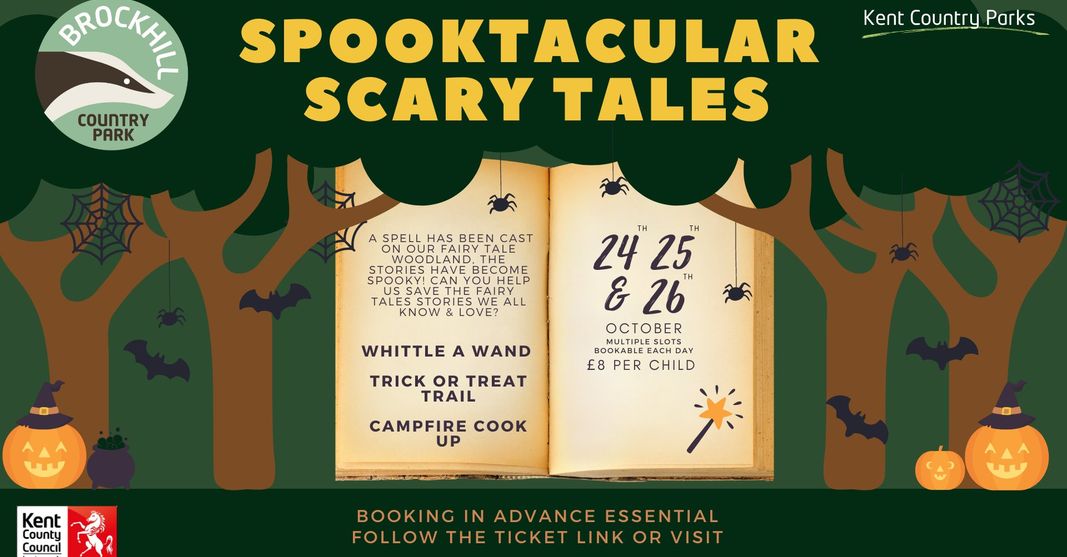 BROCKHILL
COUNTRY
PARK
SPOOKTACULAR
SCARY TALES
Kent Country Parks
A SPELL HAS BEEN CAST
ON OUR FAIRY TALE
WOODLAND. THE
STORIES HAVE BECOME
SPOOKY! CAN YOU HELP
US SAVE THE FAIRY
TALES STORIES WE ALL
KNOW & LOVE?
WHITTLE A WAND
TRICK OR TREAT
TRAIL
CAMPFIRE COOK
UP
24TH 25TH
& 26TH
OCTOBER
MULTIPLE SLOTS
BOOKABLE EACH DAY
£8 PER CHILD
Kent
County
Council
BOOKING IN ADVANCE ESSENTIAL
FOLLOW THE TICKET LINK OR VISIT